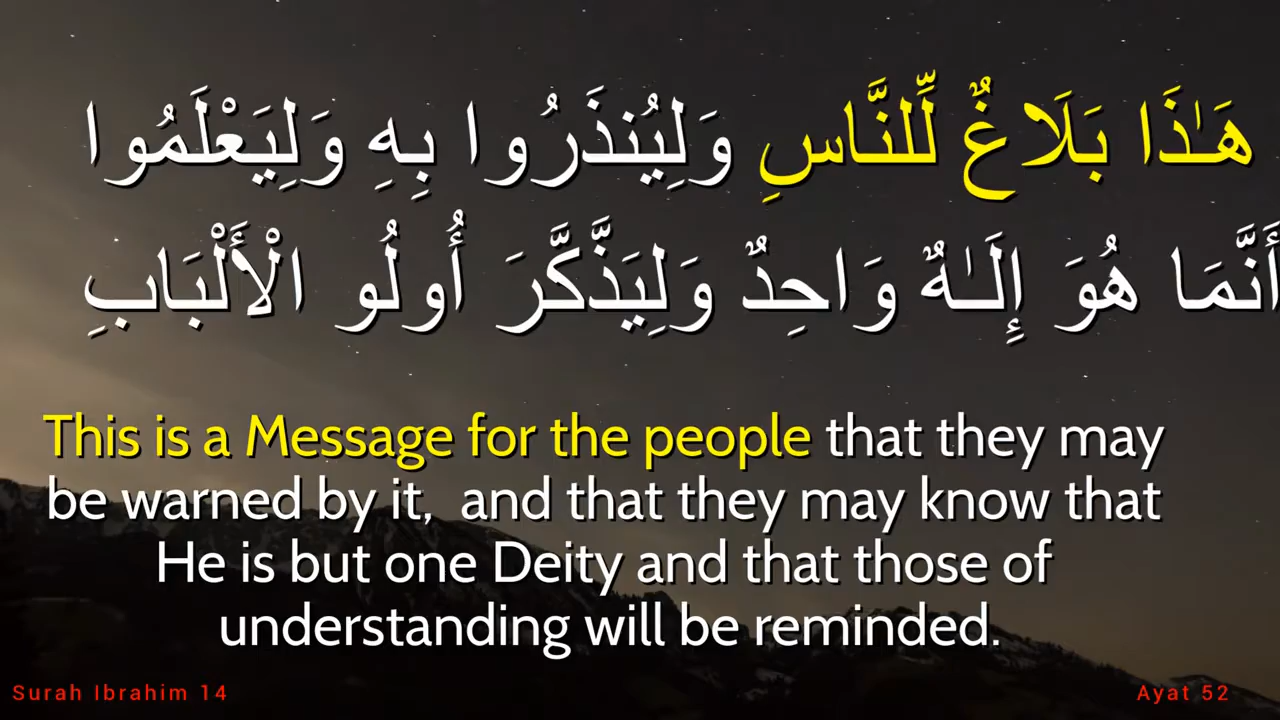 هَـٰذَا بَلَاغٌ لِّلنَّاسِ وَلِيُنذَرُوا بِهِ وَلِيَعْلَمُوا
أَنَّمَا هُوَ إِلَـٰهٌ وَاحِدٌ وَلِيَذَّكَّرَ أُولُو الْأَلْبَابِ
This is a Message for the people that they may
be warned by it, and that they may know that
He is but one Deity and that those of
understanding will be reminded.
Surah Ibrahim 14
Ayat 52